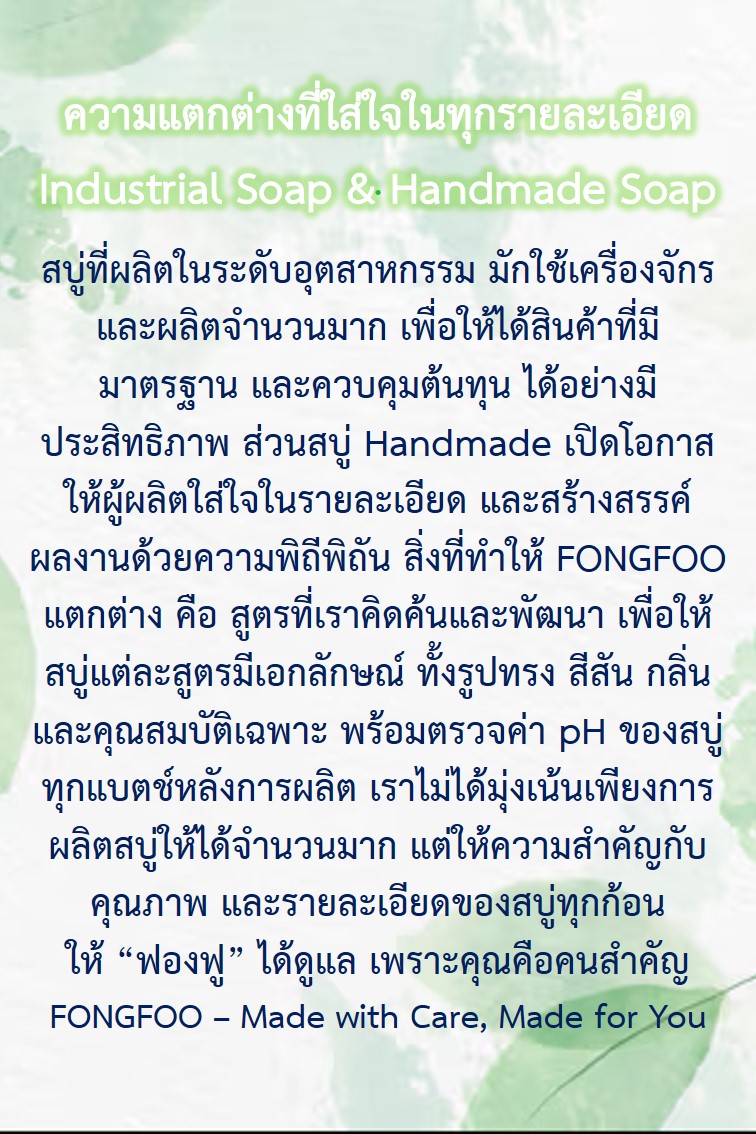 ความแตกต่างที่ใส่ใจในทุกรายละเอียด
Industrial Soap & Handmade Soap
สบู่ที่ผลิตในระดับอุตสาหกรรม มักใช้เครื่องจักร
และผลิตจำนวนมาก เพื่อให้ได้สินค้าที่มี
มาตรฐาน และควบคุมต้นทุน ได้อย่างมี
ประสิทธิภาพ ส่วนสบู่ Handmade เปิดโอกาส
ให้ผู้ผลิตใส่ใจในรายละเอียด และสร้างสรรค์
ผลงานด้วยความพิถีพิถัน สิ่งที่ทำให้ FONGFOO
แตกต่าง คือ สูตรที่เราคิดค้นและพัฒนา เพื่อให้
สบู่แต่ละสูตรมีเอกลักษณ์ ทั้งรูปทรง สีสัน กลิ่น
และคุณสมบัติเฉพาะ พร้อมตรวจค่า pH ของสบู่
ทุกแบตช์หลังการผลิต เราไม่ได้มุ่งเน้นเพียงการ
ผลิตสบู่ให้ได้จำนวนมาก แต่ให้ความสำคัญกับ
คุณภาพ และรายละเอียดของสบู่ทุกก้อน
ให้ “ฟองฟู” ได้ดูแล เพราะคุณคือคนสำคัญ
FONGFOO – Made with Care, Made for You